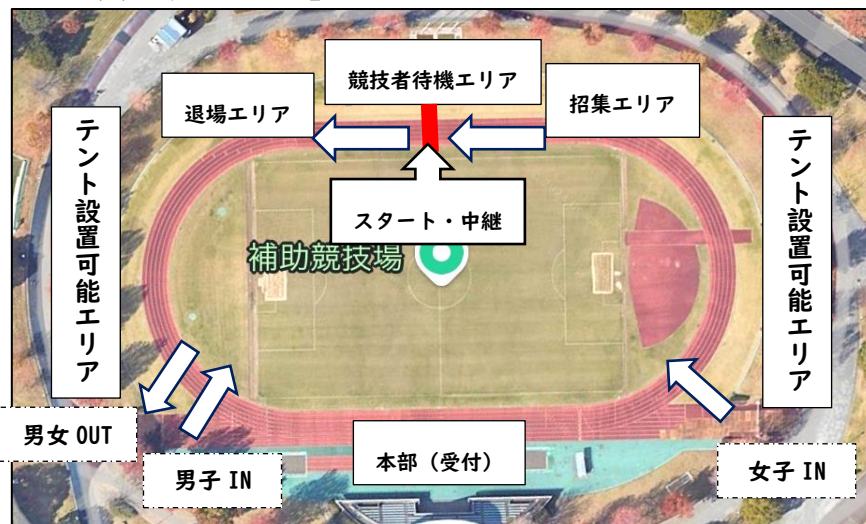 競技者待機エリア
退場エリア
招集エリア
テント設置可能エリア
テント設置可能エリア
スタート・中継
補助競技場
男女 OUT
男子 IN
本部（受付）
女子 IN